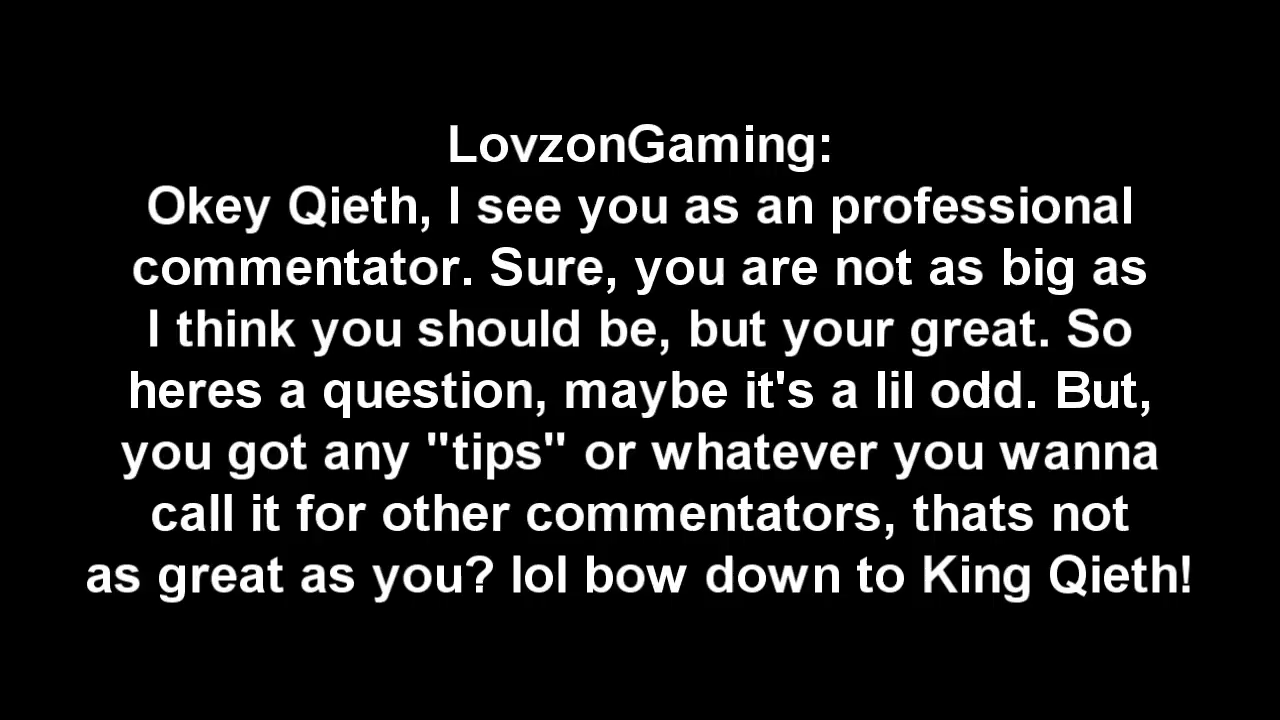 LovzonGaming:
Okey Qieth, I see you as an professional
commentator. Sure, you are not as big as
I think you should be, but your great. So
heres a question, maybe it's a lil odd. But,
you got any "tips" or whatever you wanna
call it for other commentators, thats not
as great as you? lol bow down to King Qieth!